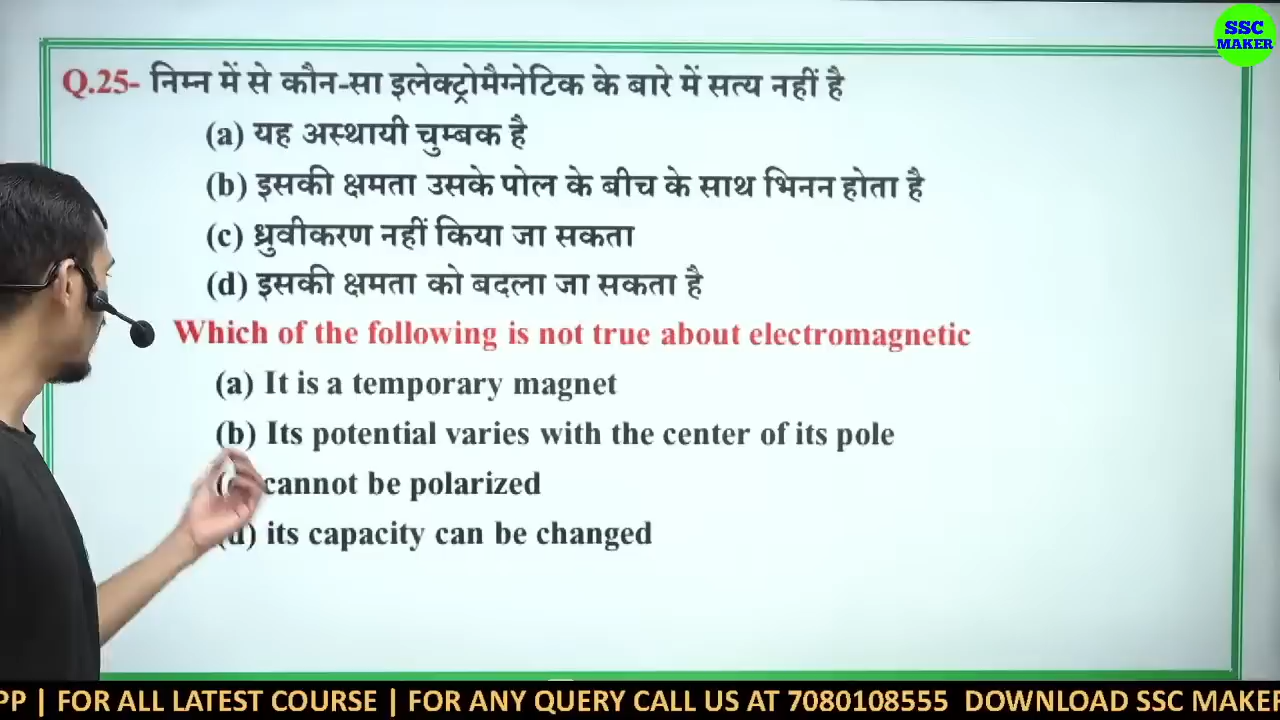 SSC
MAKER
Q.25- निम्न में से कौन-सा इलेक्ट्रोमैग्नेटिक के बारे में सत्य नहीं है
(a) यह अस्थायी चुम्बक है
(b) इसकी क्षमता उसके पोल के बीच के साथ भिनन होता है
(c) ध्रुवीकरण नहीं किया जा सकता
(d) इसकी क्षमता को बदला जा सकता है
Which of the following is not true about electromagnetic
(a) It is a temporary magnet
(b) Its potential varies with the center of its pole
cannot be polarized
(d) its capacity can be changed
PP | FOR ALL LATEST COURSE | FOR ANY QUERY CALL US AT 7080108555 DOWNLOAD SSC MAKER